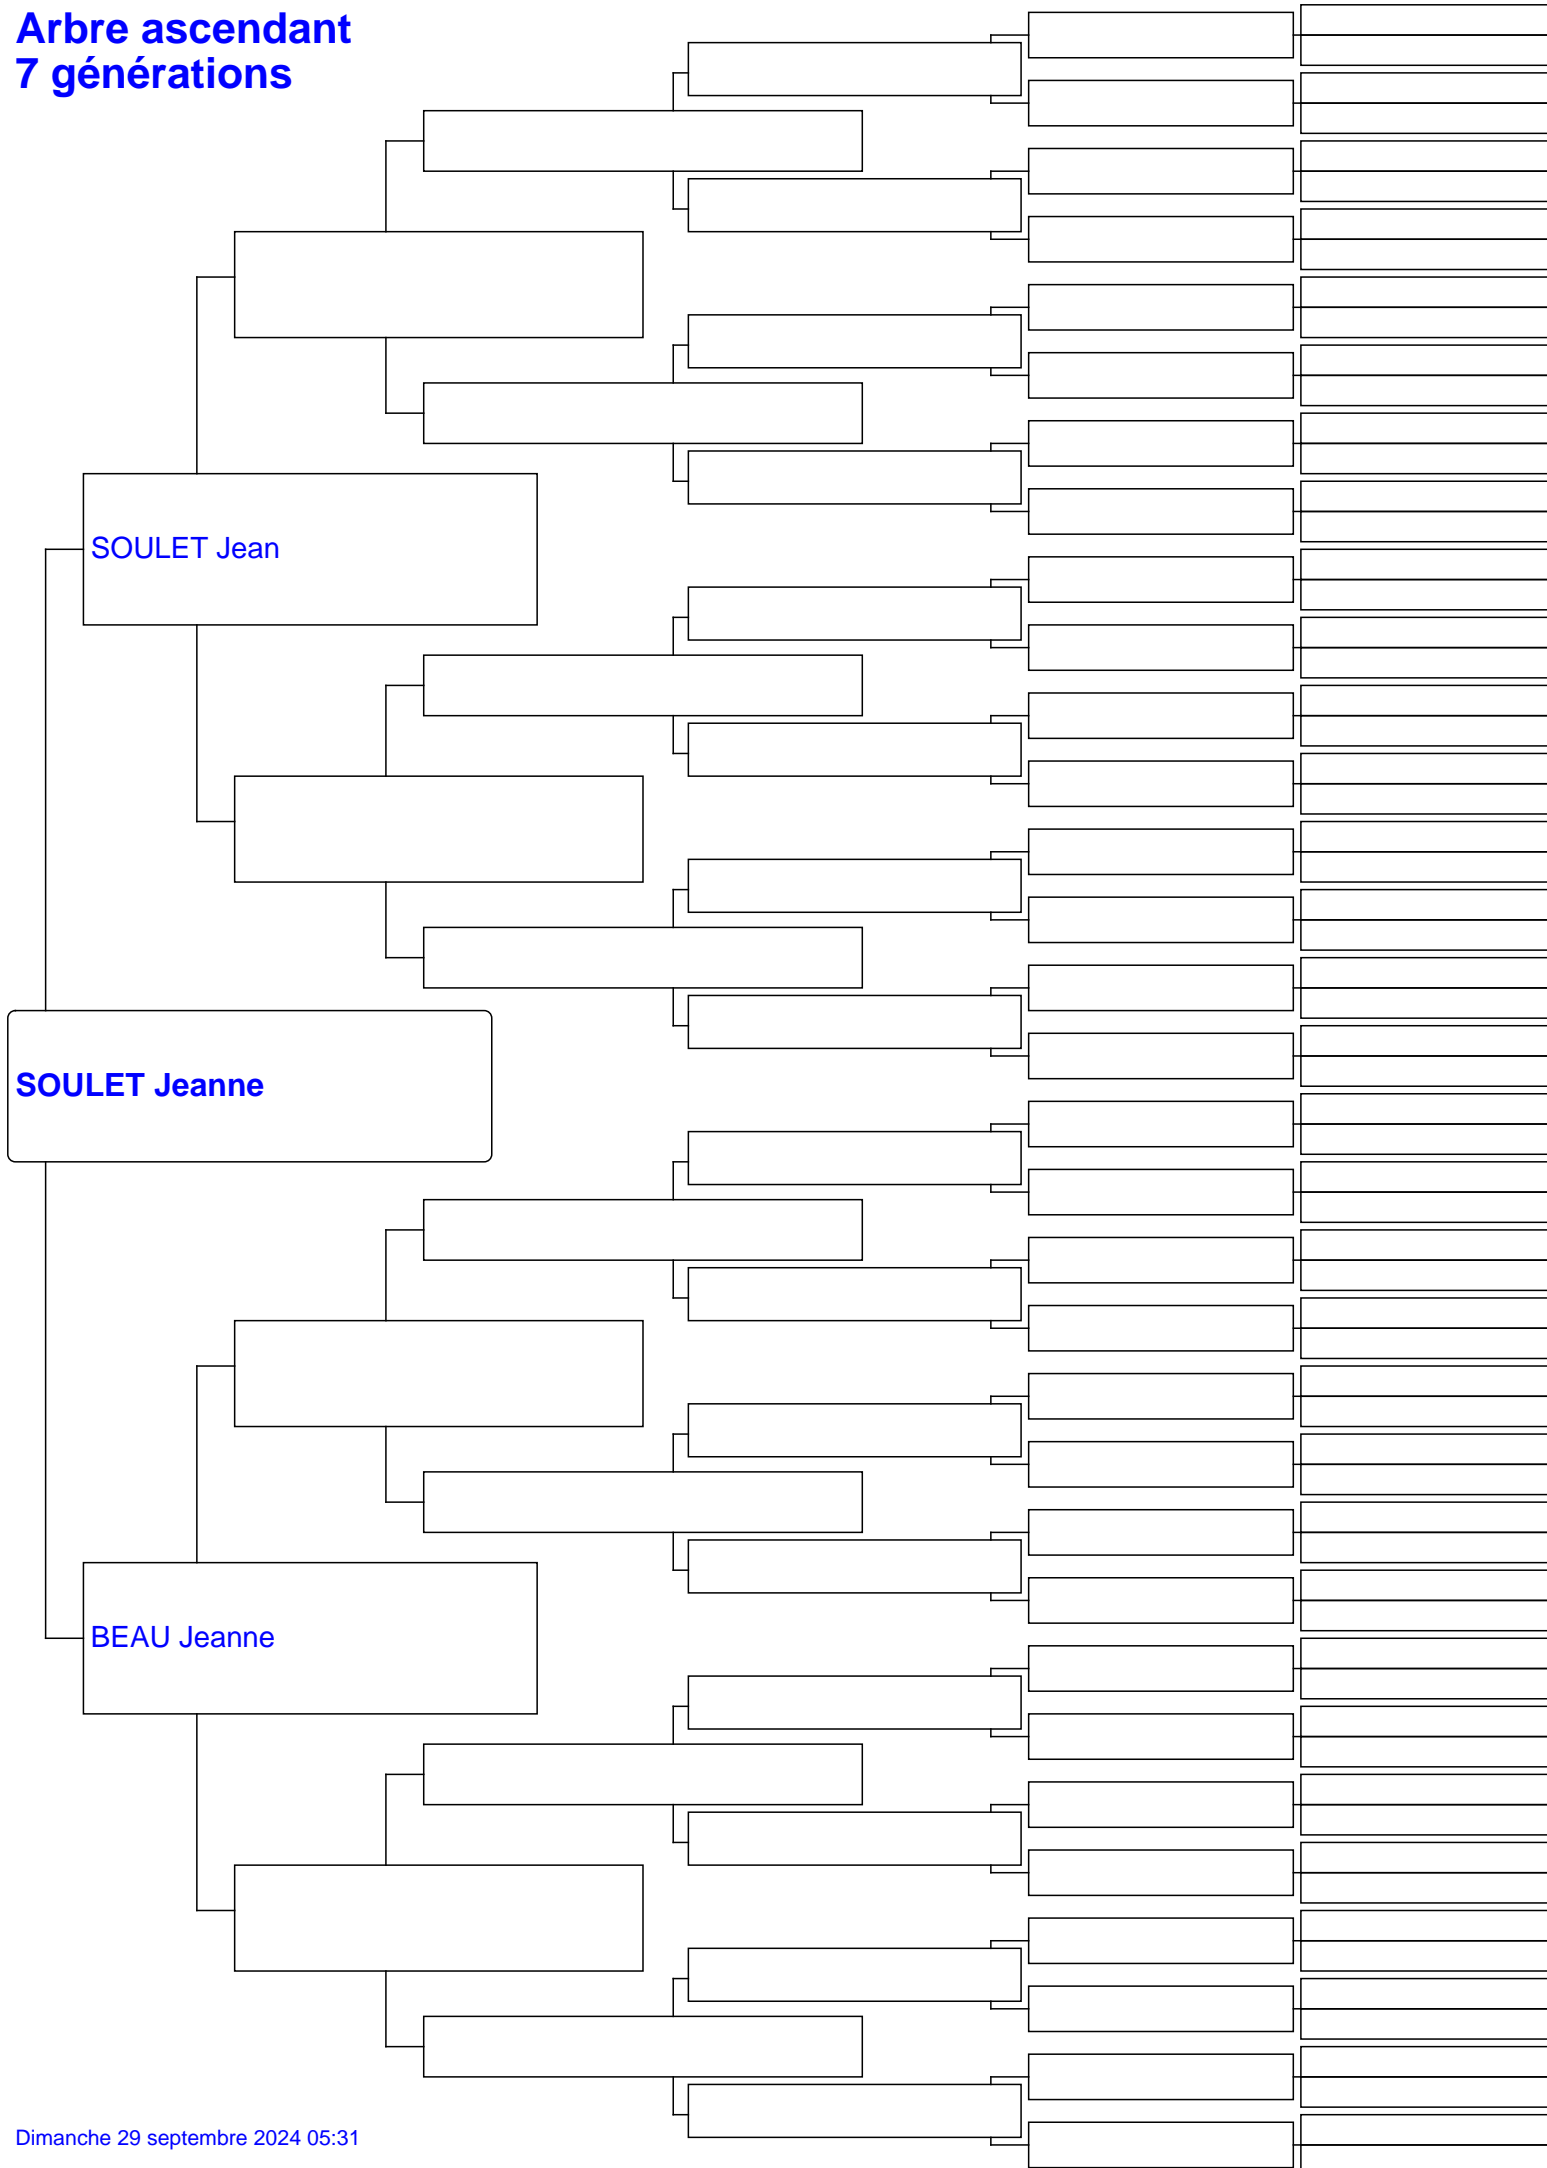 Arbre ascendant
7 générations
SOULET Jean
SOULET Jeanne
BEAU Jeanne
Dimanche 29 septembre 2024 05:31